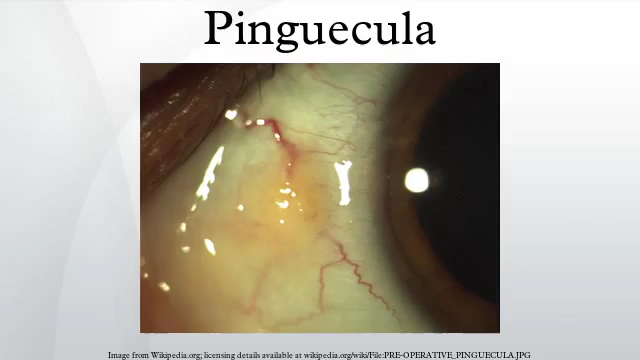 Pinguecula
Image from Wikipedia.org; licensing details available at wikipedia.org/wiki/File:PRE-OPERATIVE_PINGUECULA.JPG